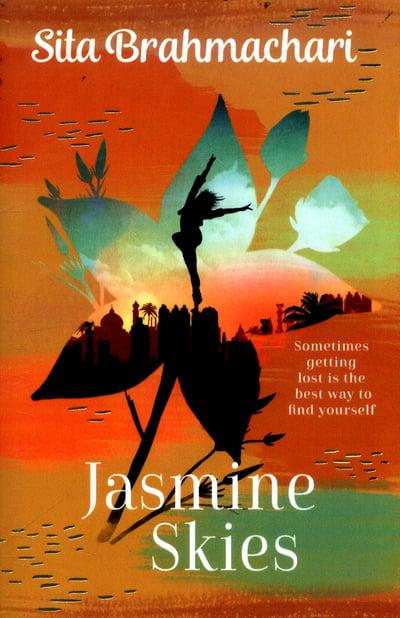 Sita Brahmachari
Sometimes
getting
lost is the
best way to
find yourself
Jasmine
Skies